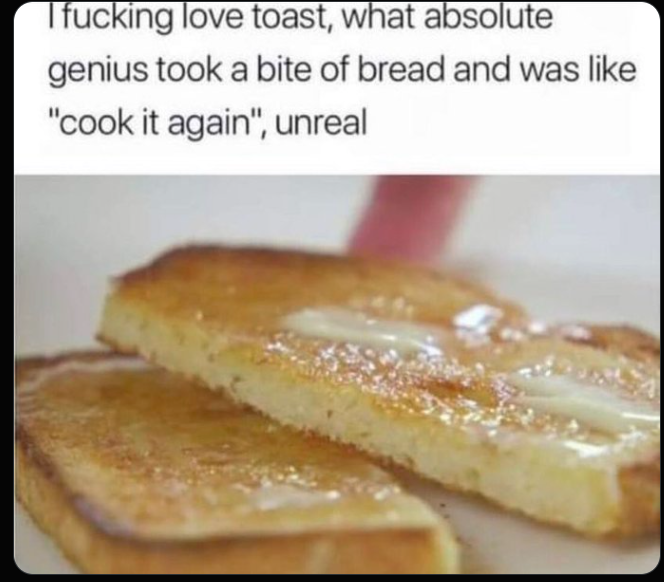 I fucking love toast, what absolute
genius took a bite of bread and was like
"cook it again", unreal